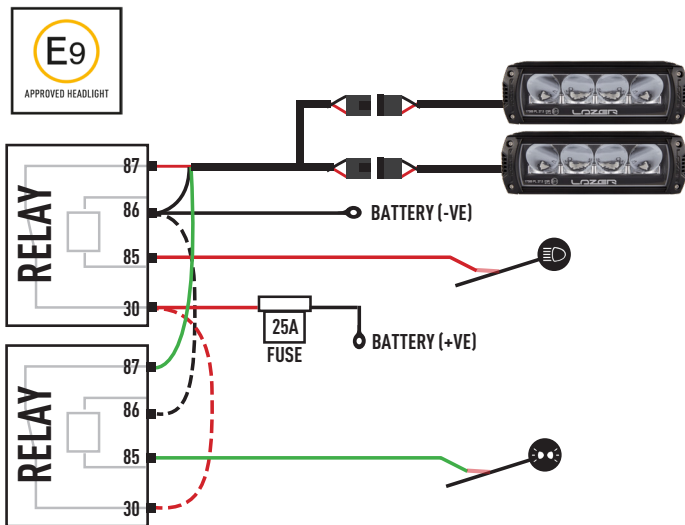 E9
APPROVED HEADLIGHT
LAZER
LAZER
RELAY
87
86
85
30
BATTERY (-VE)
25A
FUSE
BATTERY (+VE)
RELAY
87
86
85
30